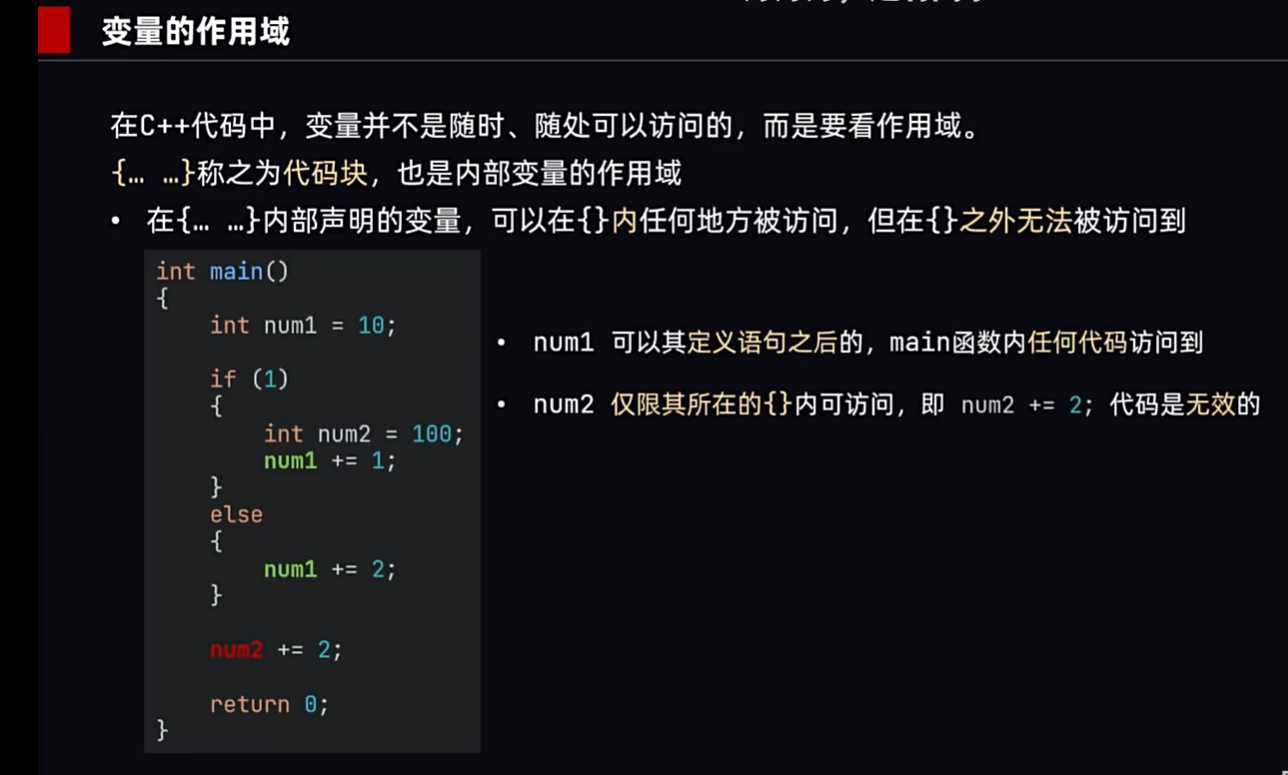 变量的作用域
在C++代码中，变量并不是随时、随处可以访问的，而是要看作用域。
{… …}称之为代码块，也是内部变量的作用域
• 在{… …}内部声明的变量，可以在{}内任何地方被访问，但在{}之外无法被访问到
int main()
{
    int num1 = 10;
    if (1)
    {
        int num2 = 100;
        num1 += 1;
    }
    else
    {
        num1 += 2;
    }
    num2 += 2;
    return 0;
}
• num1 可以其定义语句之后的，main函数内任何代码访问到
• num2 仅限其所在的{}内可访问，即 num2 += 2; 代码是无效的